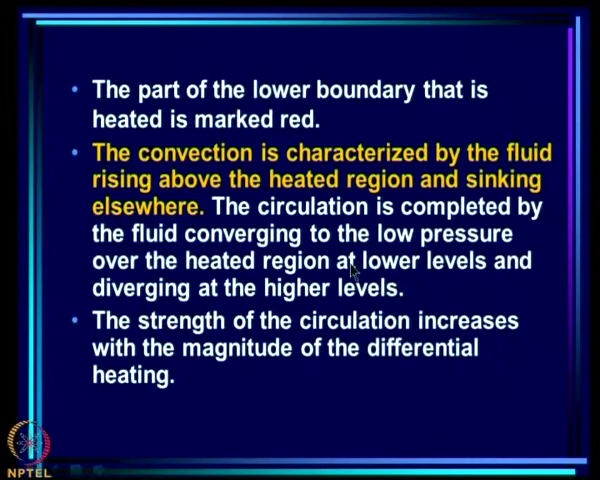 • The part of the lower boundary that is
heated is marked red.
• The convection is characterized by the fluid
rising above the heated region and sinking
elsewhere. The circulation is completed by
the fluid converging to the low pressure
over the heated region at lower levels and
diverging at the higher levels.
• The strength of the circulation increases
with the magnitude of the differential
heating.
NPTEL